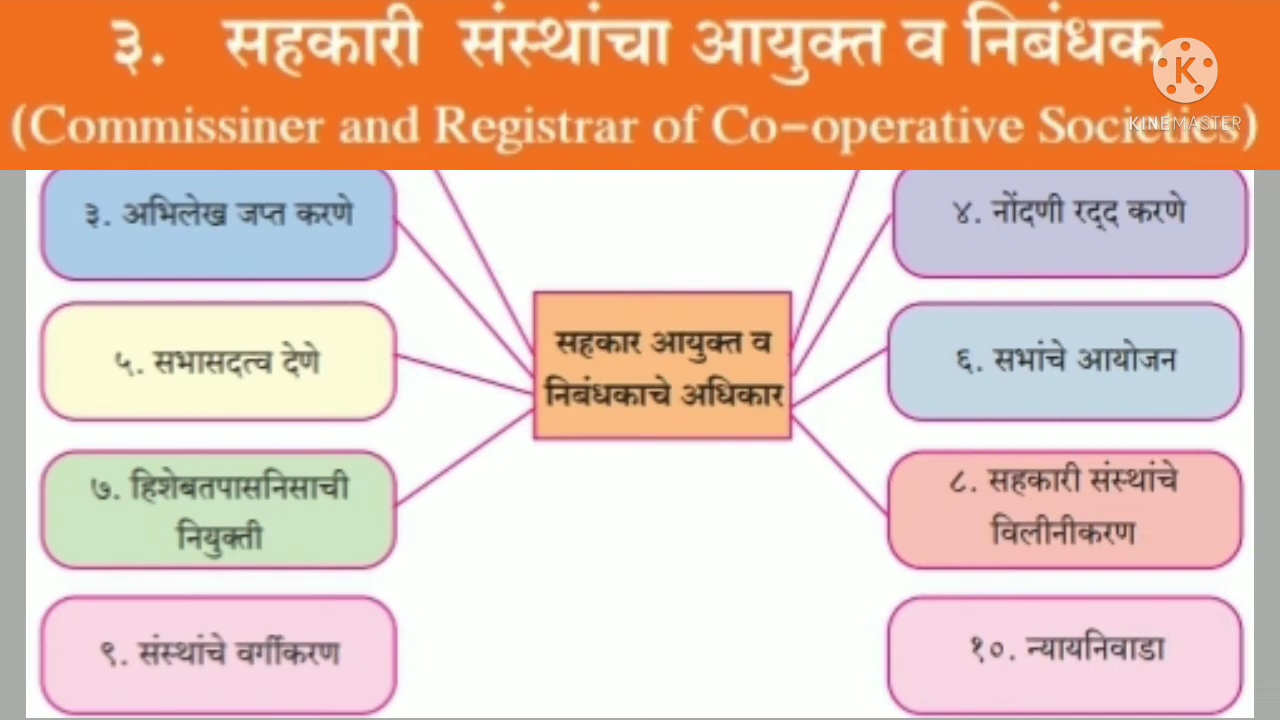 ३. सहकारी संस्थांचा आयुक्त व निबंधक
(Commissiner and Registrar of Co-operative Societies)
K
KINEMASTER
३. अभिलेख जप्त करणे
४. नोंदणी रद्द करणे
सहकार आयुक्त व
निबंधकाचे अधिकार
५. सभासदत्व देणे
६. सभांचे आयोजन
७. हिशेबतपासनिसाची
नियुक्ती
८. सहकारी संस्थांचे
विलीनीकरण
९. संस्थांचे वर्गीकरण
१०. न्यायनिवाडा